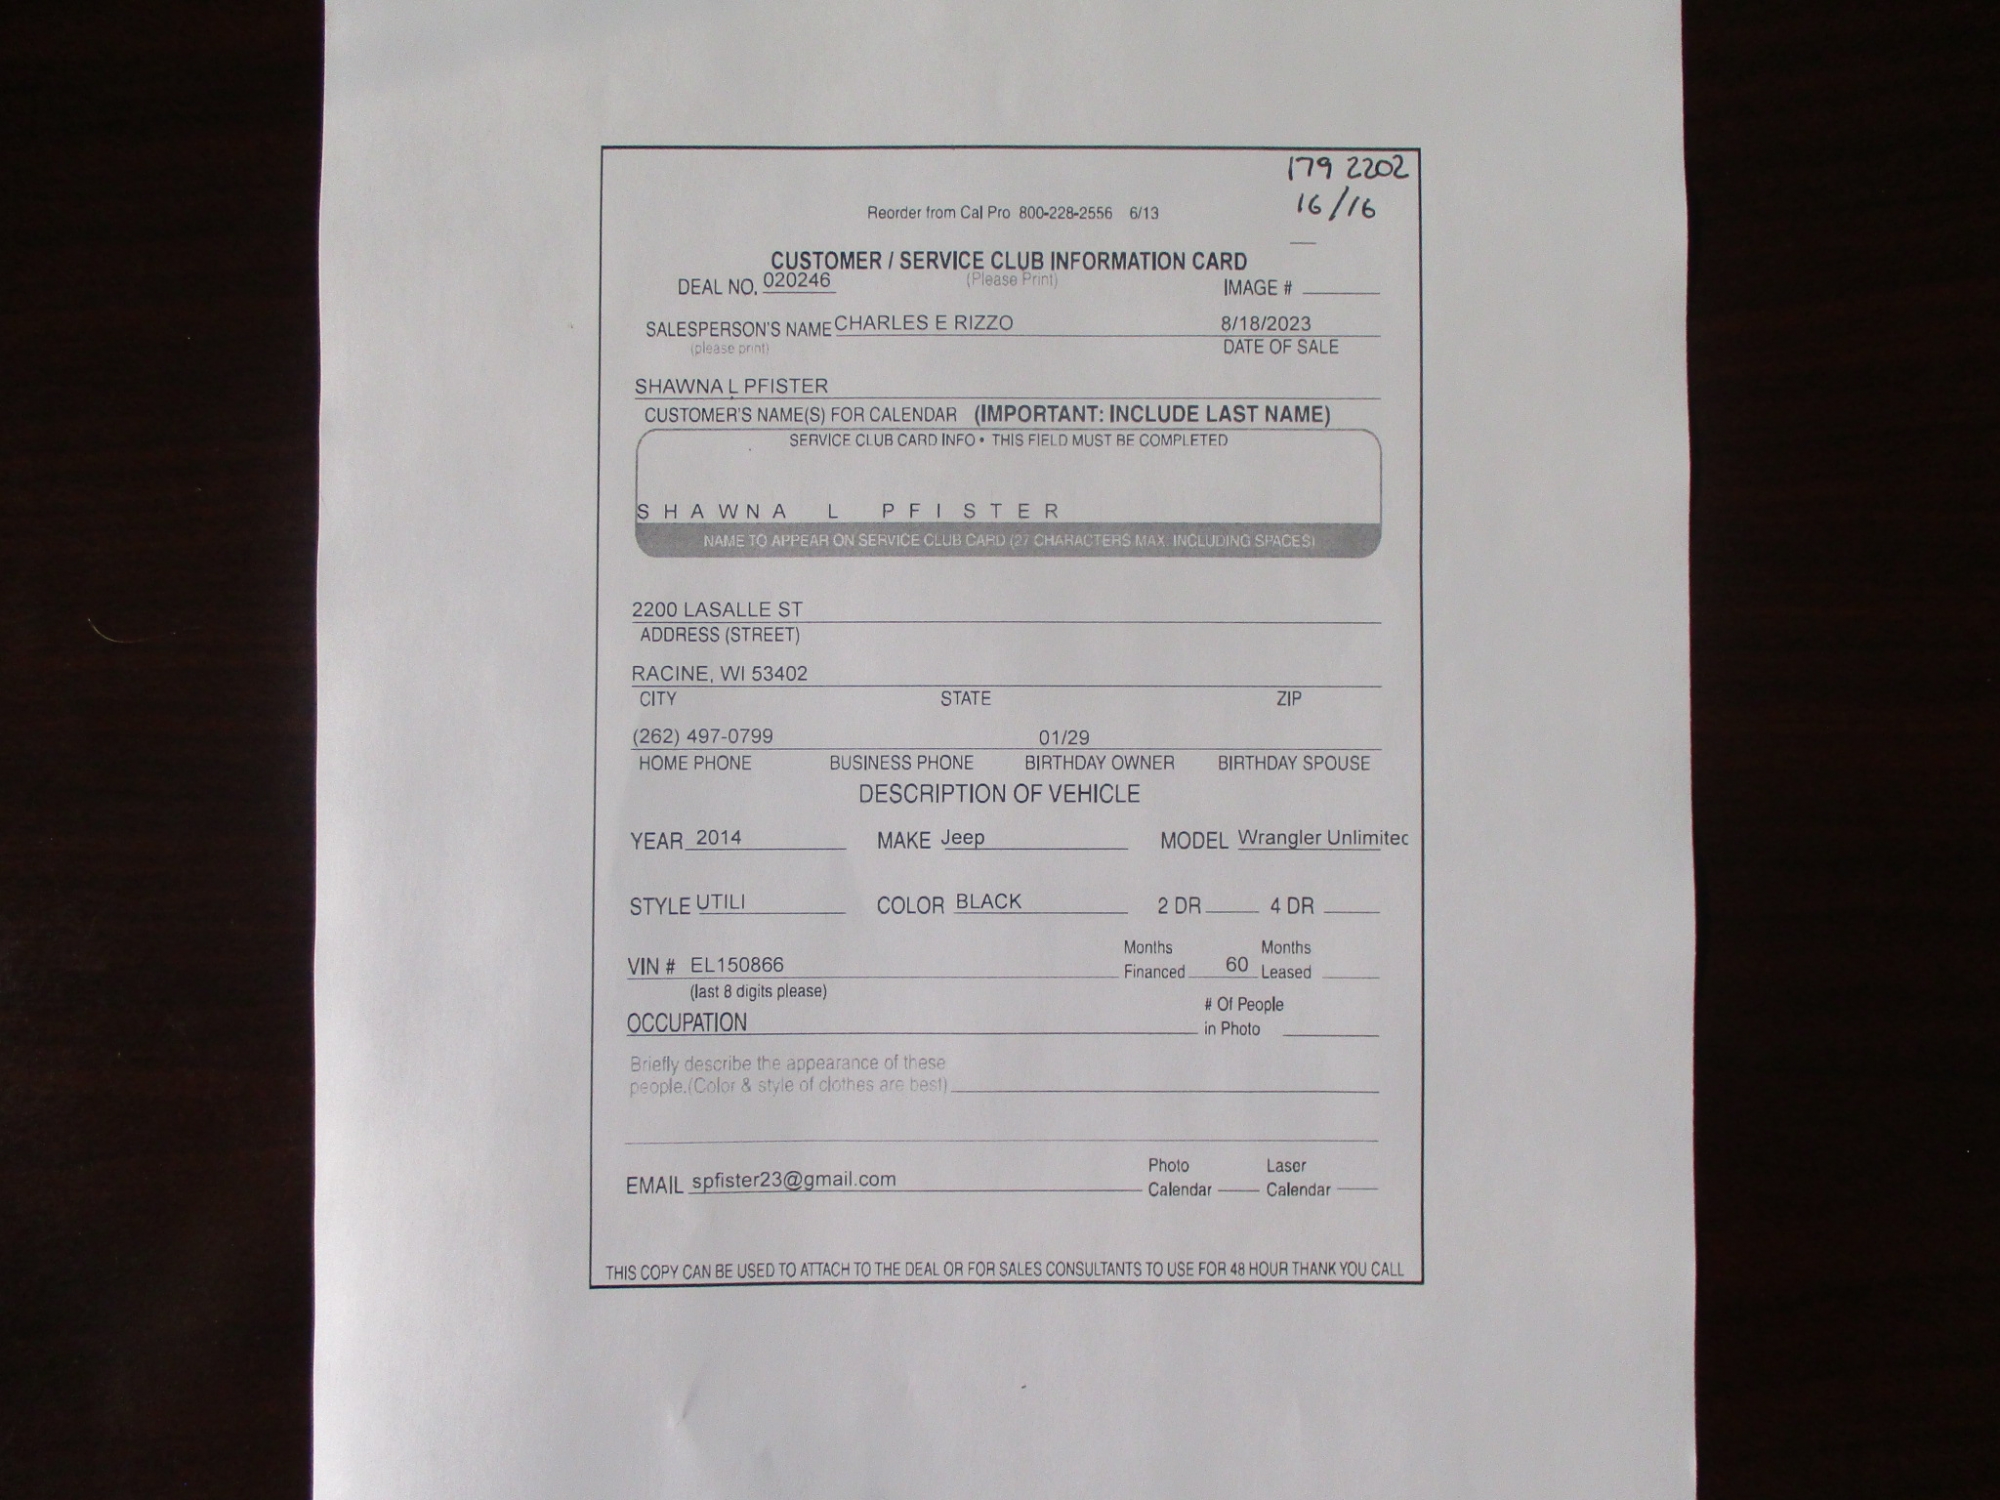 179 2202
16/16
Reorder from Cal Pro 800-228-2556 6/13
CUSTOMER / SERVICE CLUB INFORMATION CARD
DEAL NO. 020246 (Please Print) IMAGE #
SALESPERSON'S NAME CHARLES E RIZZO 8/18/2023
(please print) DATE OF SALE
SHAWNA L PFISTER
CUSTOMER'S NAME(S) FOR CALENDAR (IMPORTANT: INCLUDE LAST NAME)
SERVICE CLUB CARD INFO • THIS FIELD MUST BE COMPLETED
SHAWNA L PFISTER
NAME TO APPEAR ON SERVICE CLUB CARD (27 CHARACTERS MAX. INCLUDING SPACES)
2200 LASALLE ST
ADDRESS (STREET)
RACINE, WI 53402
CITY STATE ZIP
(262) 497-0799 01/29
HOME PHONE BUSINESS PHONE BIRTHDAY OWNER BIRTHDAY SPOUSE
DESCRIPTION OF VEHICLE
YEAR 2014 MAKE Jeep MODEL Wrangler Unlimitec
STYLE UTILI COLOR BLACK 2 DR 4 DR
Months Months
VIN # EL150866 Financed 60 Leased
(last 8 digits please)
# Of People
OCCUPATION in Photo
Briefly describe the appearance of these
people.(Color & style of clothes are best)
Photo Laser
EMAIL spfister23@gmail.com Calendar Calendar
THIS COPY CAN BE USED TO ATTACH TO THE DEAL OR FOR SALES CONSULTANTS TO USE FOR 48 HOUR THANK YOU CALL